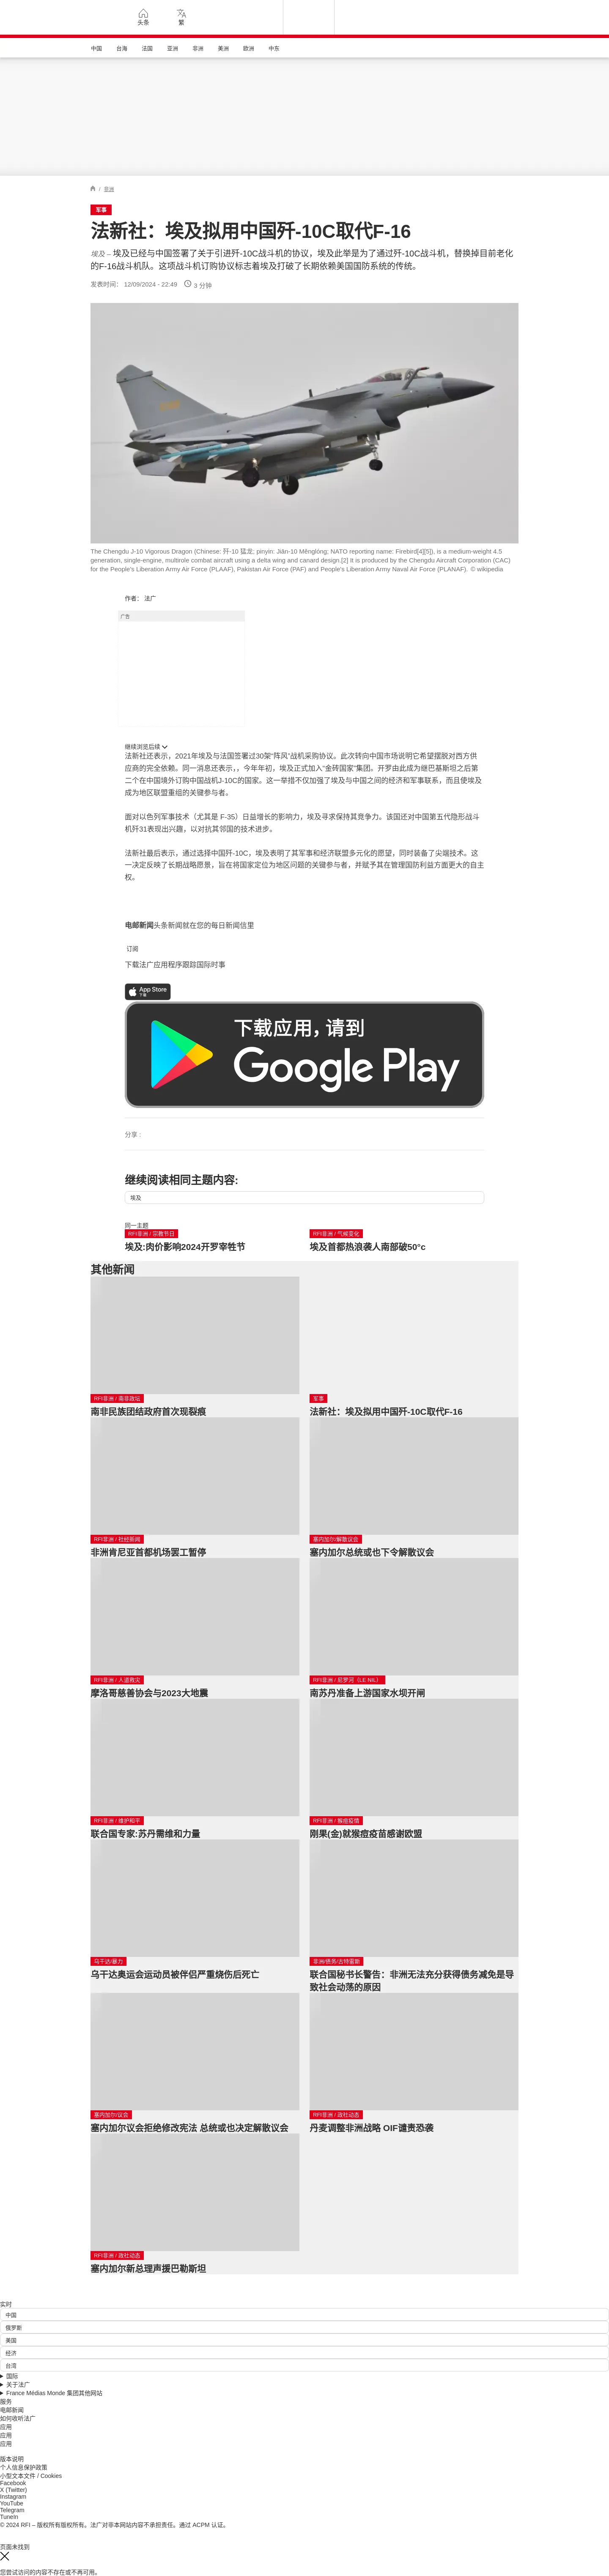 头条
繁
中国
台海
法国
亚洲
非洲
美洲
欧洲
中东
/ 非洲
军事
法新社：埃及拟用中国歼-10C取代F-16
埃及 – 埃及已经与中国签署了关于引进歼-10C战斗机的协议，埃及此举是为了通过歼-10C战斗机，替换掉目前老化
的F-16战斗机队。这项战斗机订购协议标志着埃及打破了长期依赖美国国防系统的传统。
发表时间： 12/09/2024 - 22:49
3 分钟
The Chengdu J-10 Vigorous Dragon (Chinese: 歼-10 猛龙; pinyin: Jiān-10 Měnglóng; NATO reporting name: Firebird[4][5]), is a medium-weight 4.5
generation, single-engine, multirole combat aircraft using a delta wing and canard design.[2] It is produced by the Chengdu Aircraft Corporation (CAC)
for the People's Liberation Army Air Force (PLAAF), Pakistan Air Force (PAF) and People's Liberation Army Naval Air Force (PLANAF). © wikipedia
作者： 法广
广告
继续浏览后续
法新社还表示，2021年埃及与法国签署过30架“阵风”战机采购协议。此次转向中国市场说明它希望摆脱对西方供
应商的完全依赖。同一消息还表示，，今年年初，埃及正式加入“金砖国家”集团。开罗由此成为继巴基斯坦之后第
二个在中国境外订购中国战机J-10C的国家。这一举措不仅加强了埃及与中国之间的经济和军事联系，而且使埃及
成为地区联盟重组的关键参与者。
面对以色列军事技术（尤其是 F-35）日益增长的影响力，埃及寻求保持其竞争力。该国还对中国第五代隐形战斗
机歼31表现出兴趣，以对抗其邻国的技术进步。
法新社最后表示，通过选择中国歼-10C，埃及表明了其军事和经济联盟多元化的愿望，同时装备了尖端技术。这
一决定反映了长期战略愿景，旨在将国家定位为地区问题的关键参与者，并赋予其在管理国防利益方面更大的自主
权。
电邮新闻头条新闻就在您的每日新闻信里
订阅
下载法广应用程序跟踪国际时事
App Store
下载
下载应用，请到
Google Play
分享 :
继续阅读相同主题内容:
埃及
同一主题
RFI非洲 / 宗教节日
埃及:肉价影响2024开罗宰牲节
RFI非洲 / 气候变化
埃及首都热浪袭人南部破50°c
其他新闻
RFI非洲 / 南非政坛
南非民族团结政府首次现裂痕
军事
法新社：埃及拟用中国歼-10C取代F-16
RFI非洲 / 社经新闻
非洲肯尼亚首都机场罢工暂停
塞内加尔/解散议会
塞内加尔总统或也下令解散议会
RFI非洲 / 人道救灾
摩洛哥慈善协会与2023大地震
RFI非洲 / 尼罗河（LE NIL）
南苏丹准备上游国家水坝开闸
RFI非洲 / 维护和平
联合国专家:苏丹需维和力量
RFI非洲 / 猴痘疫情
刚果(金)就猴痘疫苗感谢欧盟
乌干达/暴力
乌干达奥运会运动员被伴侣严重烧伤后死亡
非洲/债务/古特雷斯
联合国秘书长警告：非洲无法充分获得债务减免是导
致社会动荡的原因
塞内加尔/议会
塞内加尔议会拒绝修改宪法 总统或也决定解散议会
RFI非洲 / 政社动态
丹麦调整非洲战略 OIF谴责恐袭
RFI非洲 / 政社动态
塞内加尔新总理声援巴勒斯坦
实时
中国
俄罗斯
美国
经济
台湾
国际
关于法广
France Médias Monde 集团其他网站
服务
电邮新闻
如何收听法广
应用
应用
应用
版本说明
个人信息保护政策
小型文本文件 / Cookies
Facebook
X (Twitter)
Instagram
YouTube
Telegram
TuneIn
© 2024 RFI – 版权所有版权所有。法广对非本网站内容不承担责任。通过 ACPM 认证。
页面未找到
您尝试访问的内容不存在或不再可用。